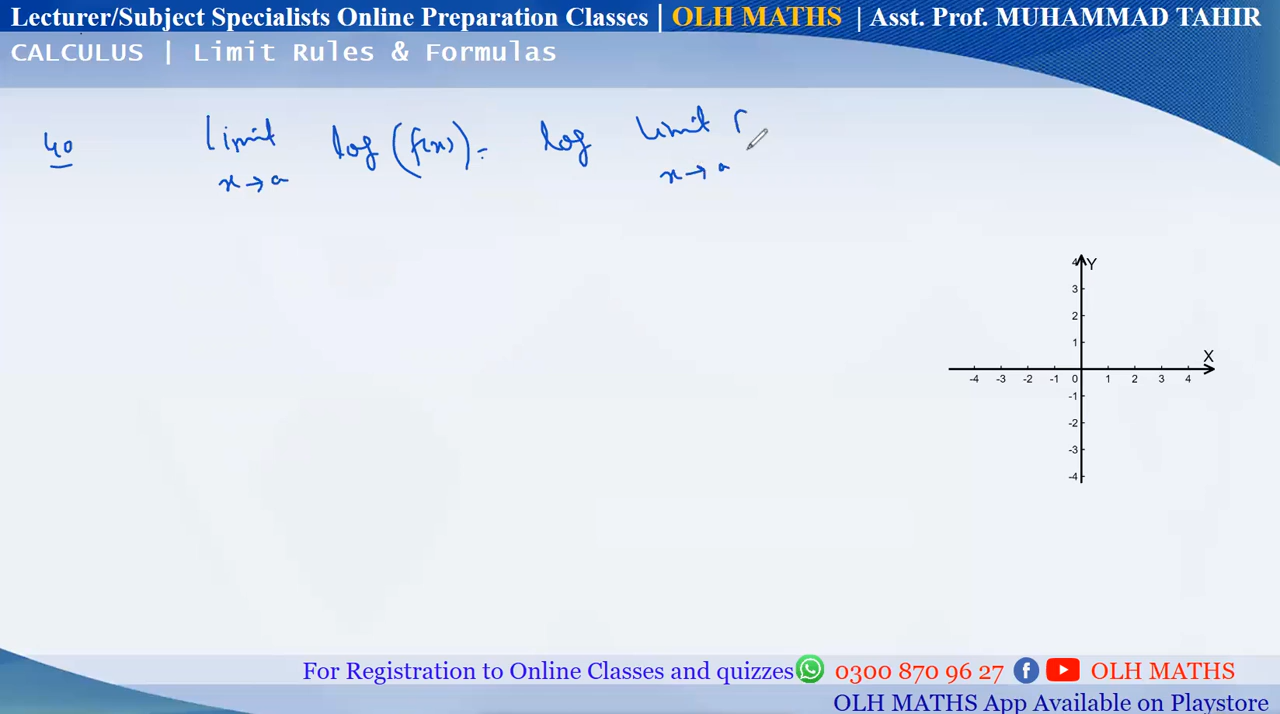 Lecturer/Subject Specialists Online Preparation Classes | OLH MATHS | Asst. Prof. MUHAMMAD TAHIR
CALCULUS | Limit Rules & Formulas
40 limit log (f(x)) = log limit f
x→a x→a
4 Y
3
2
1
X
-4 -3 -2 -1 0 1 2 3 4
-1
-2
-3
-4
For Registration to Online Classes and quizzes 0300 870 96 27 OLH MATHS
OLH MATHS App Available on Playstore